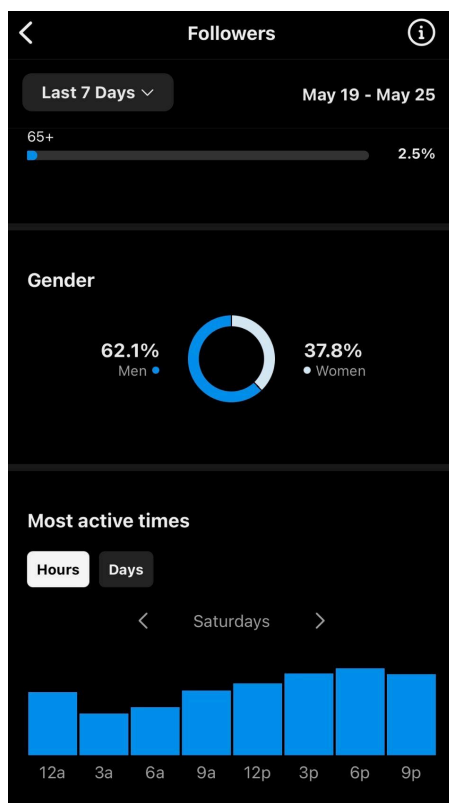 Followers
Last 7 Days
May 19 - May 25
65+
2.5%
Gender
62.1%
Men
37.8%
Women
Most active times
Hours
Days
Saturdays
12a 3a 6a 9a 12p 3p 6p 9p